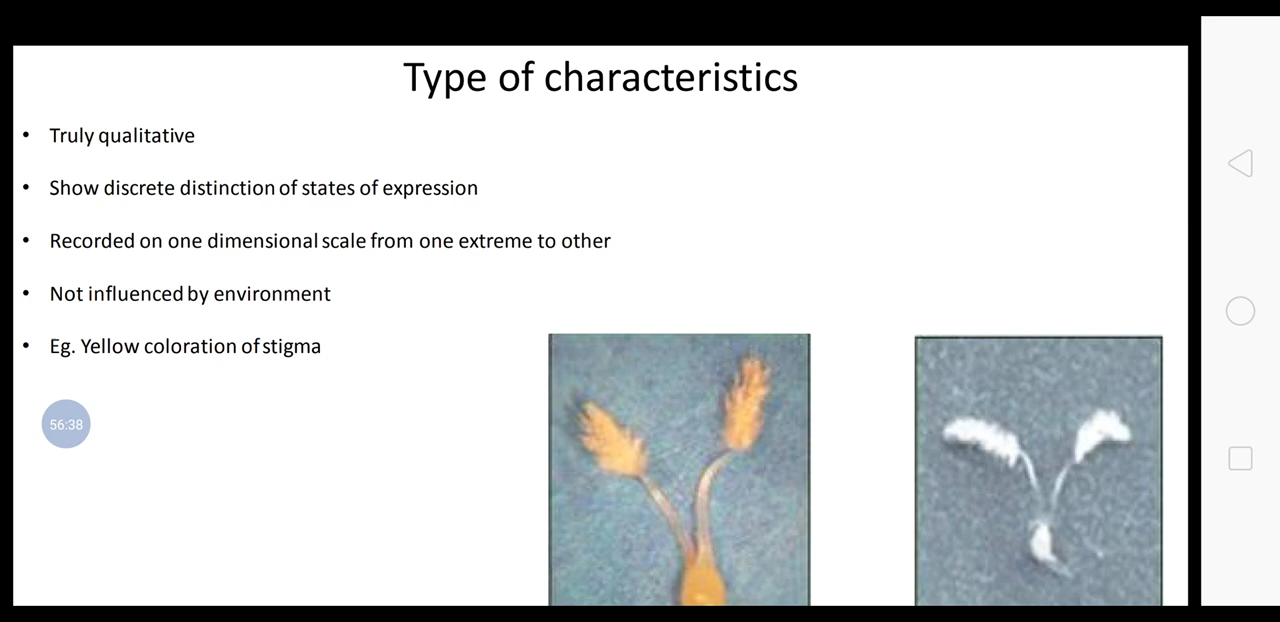 Type of characteristics
• Truly qualitative
• Show discrete distinction of states of expression
• Recorded on one dimensional scale from one extreme to other
• Not influenced by environment
• Eg. Yellow coloration of stigma
56:38